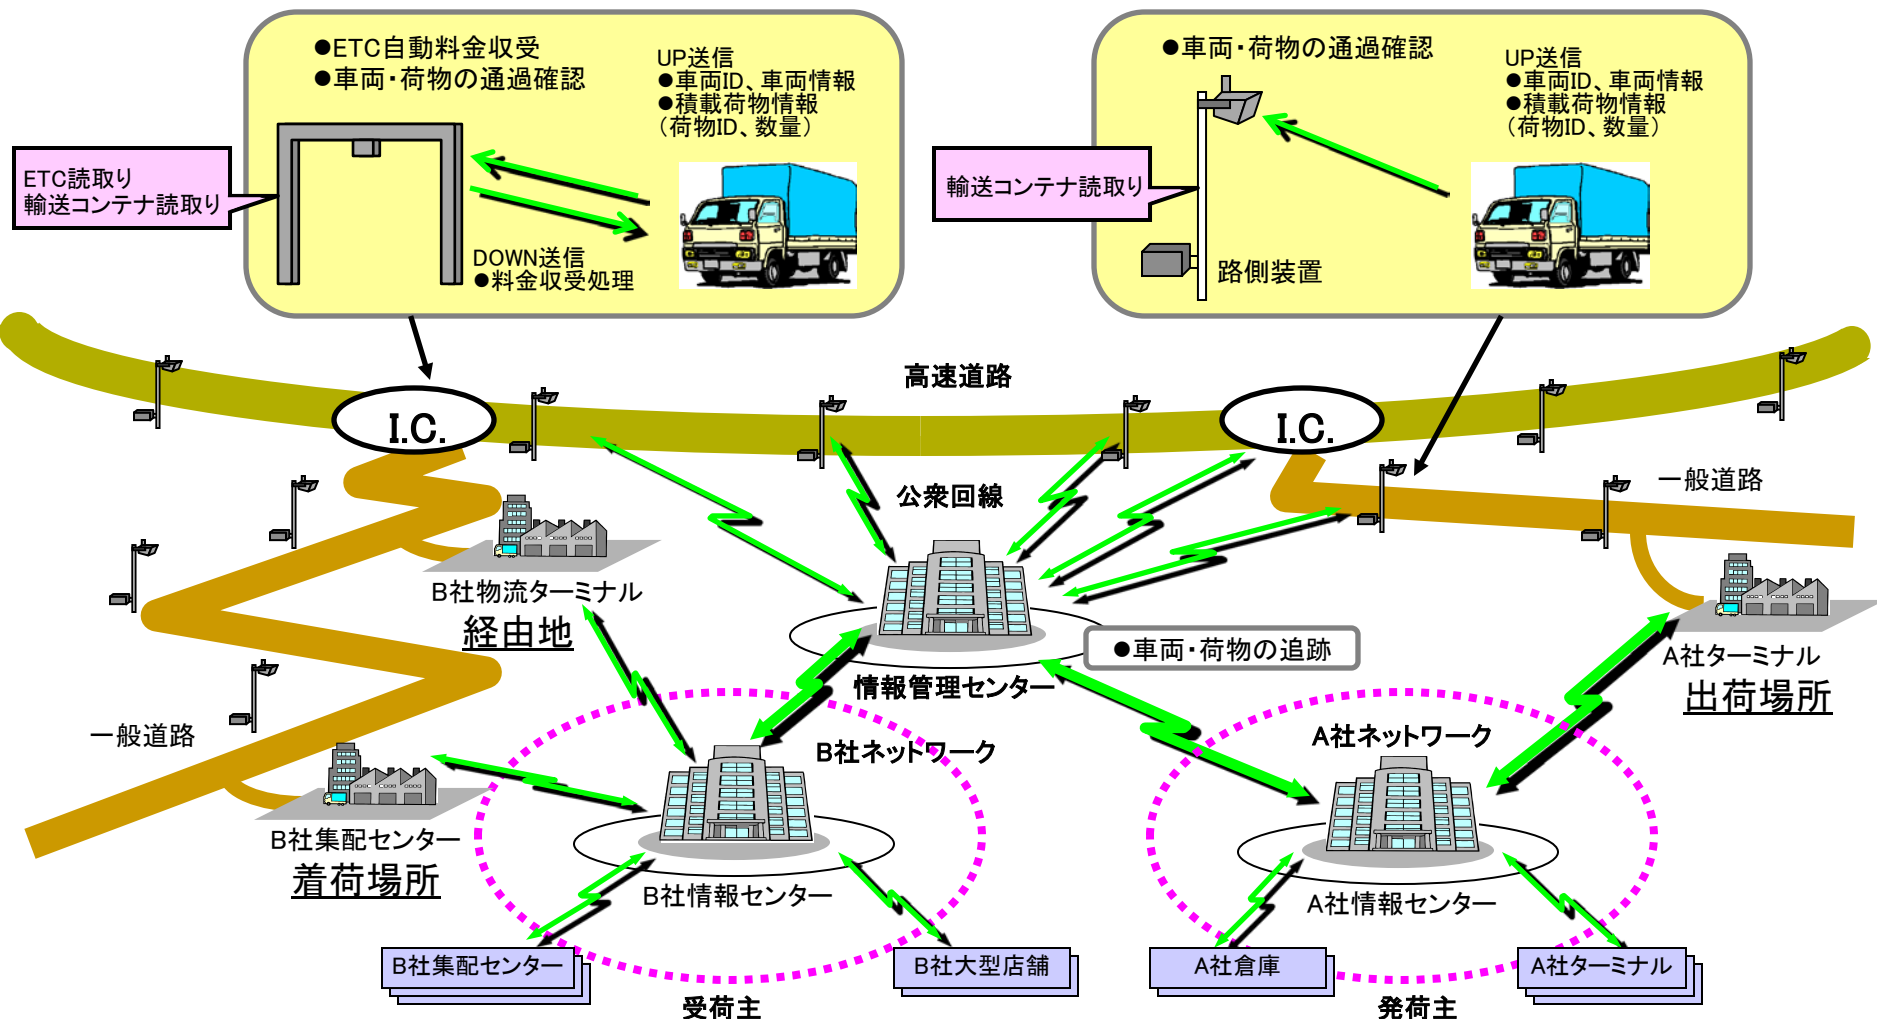 ●ETC自動料金収受
●車両・荷物の通過確認
UP送信
●車両ID、車両情報
●積載荷物情報
(荷物ID、数量)
ETC読取り
輸送コンテナ読取り
DOWN送信
●料金収受処理
●車両・荷物の通過確認
UP送信
●車両ID、車両情報
●積載荷物情報
(荷物ID、数量)
輸送コンテナ読取り
路側装置
高速道路
I.C.
I.C.
公衆回線
一般道路
B社物流ターミナル
経由地
●車両・荷物の追跡
情報管理センター
A社ターミナル
出荷場所
一般道路
B社ネットワーク
A社ネットワーク
B社集配センター
着荷場所
B社情報センター
A社情報センター
B社集配センター
B社大型店舗
A社倉庫
A社ターミナル
受荷主
発荷主